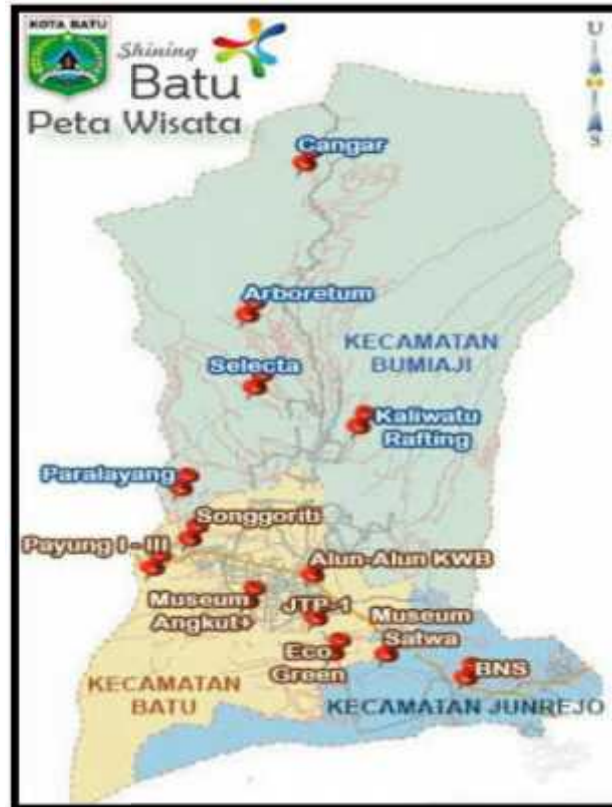 KOTA BATU
Shining
Batu
Peta Wisata
U
S
Cangar
Arboretum
KECAMATAN
BUMIAJI
Selecta
Kaliwatu
Rafting
Paralayang
Songgoriti
Payung I - III
Alun-Alun KWB
Museum
Angkut+
JTP-1
Museum
Satwa
Eco
Green
BNS
KECAMATAN
BATU
KECAMATAN JUNREJO